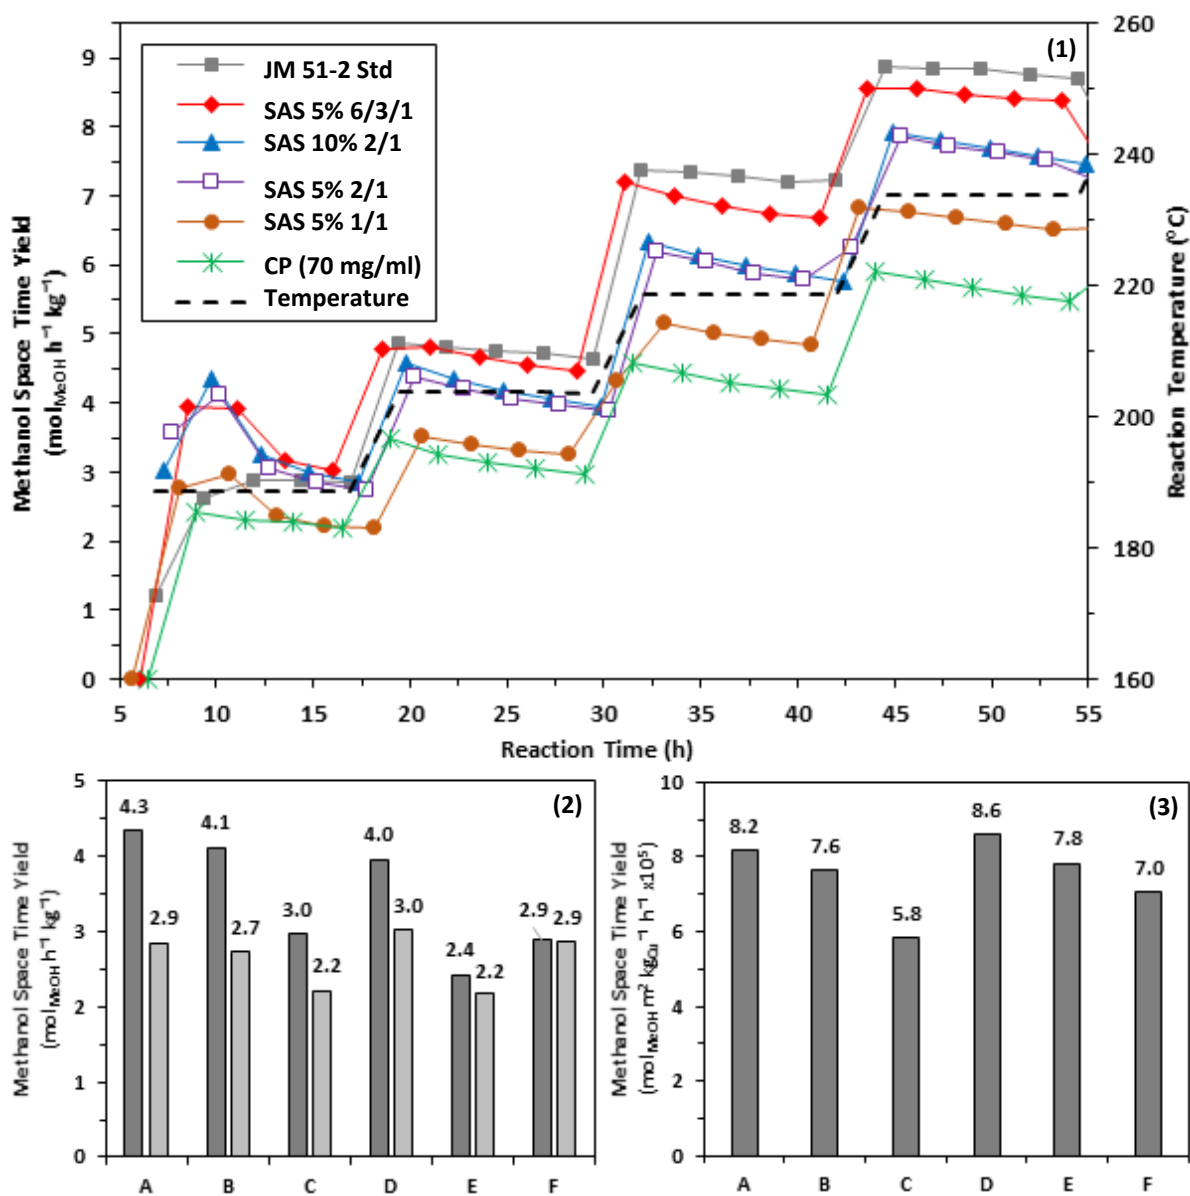 (1)
JM 51-2 Std
SAS 5% 6/3/1
SAS 10% 2/1
SAS 5% 2/1
SAS 5% 1/1
CP (70 mg/ml)
Temperature
Methanol Space Time Yield
(mol_MeOH h⁻¹ kg⁻¹)
9
8
7
6
5
4
3
2
1
0
260
240
220
200
180
160
Reaction Temperature (⁰C)
5 10 15 20 25 30 35 40 45 50 55
Reaction Time (h)
(2)
Methanol Space Time Yield
(mol_MeOH h⁻¹ kg⁻¹)
5
4
3
2
1
0
4.3 2.9 4.1 2.7 3.0 2.2 4.0 3.0 2.4 2.2 2.9 2.9
A B C D E F
(3)
Methanol Space Time Yield
(mol_MeOH m² kg_Cu⁻¹ h⁻¹ x10⁵)
10
8
6
4
2
0
8.2 7.6 5.8 8.6 7.8 7.0
A B C D E F